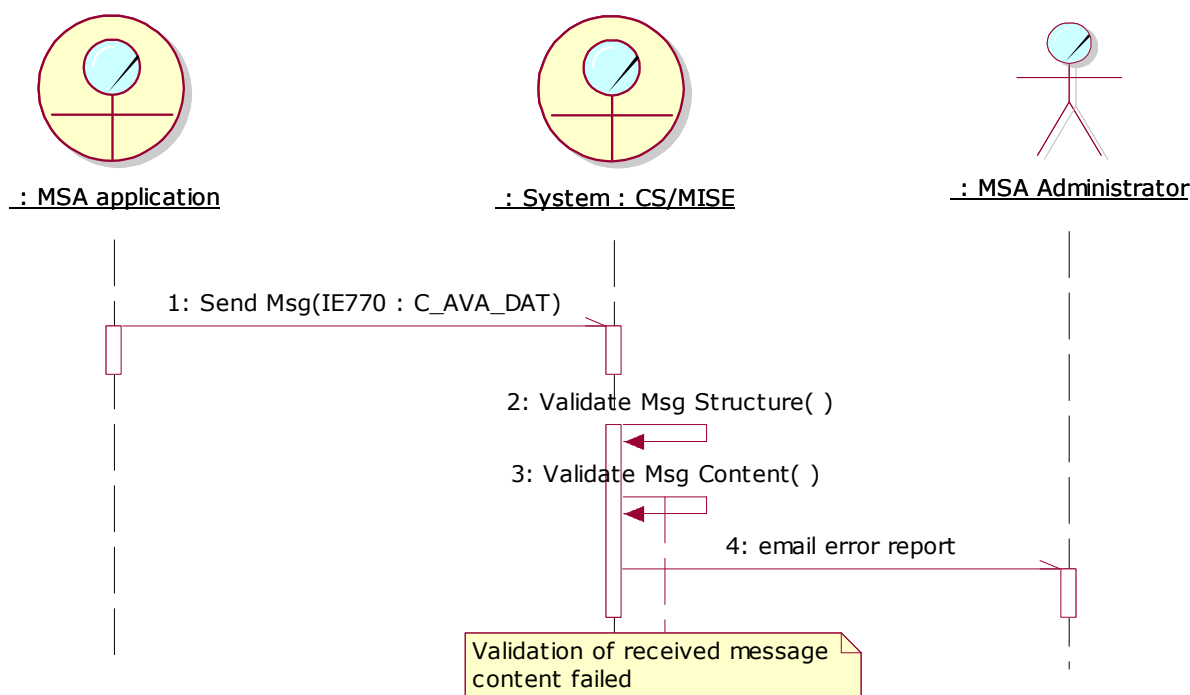 : MSA application
: System : CS/MISE
: MSA Administrator
1: Send Msg(IE770 : C_AVA_DAT)
2: Validate Msg Structure( )
3: Validate Msg Content( )
4: email error report
Validation of received message
content failed